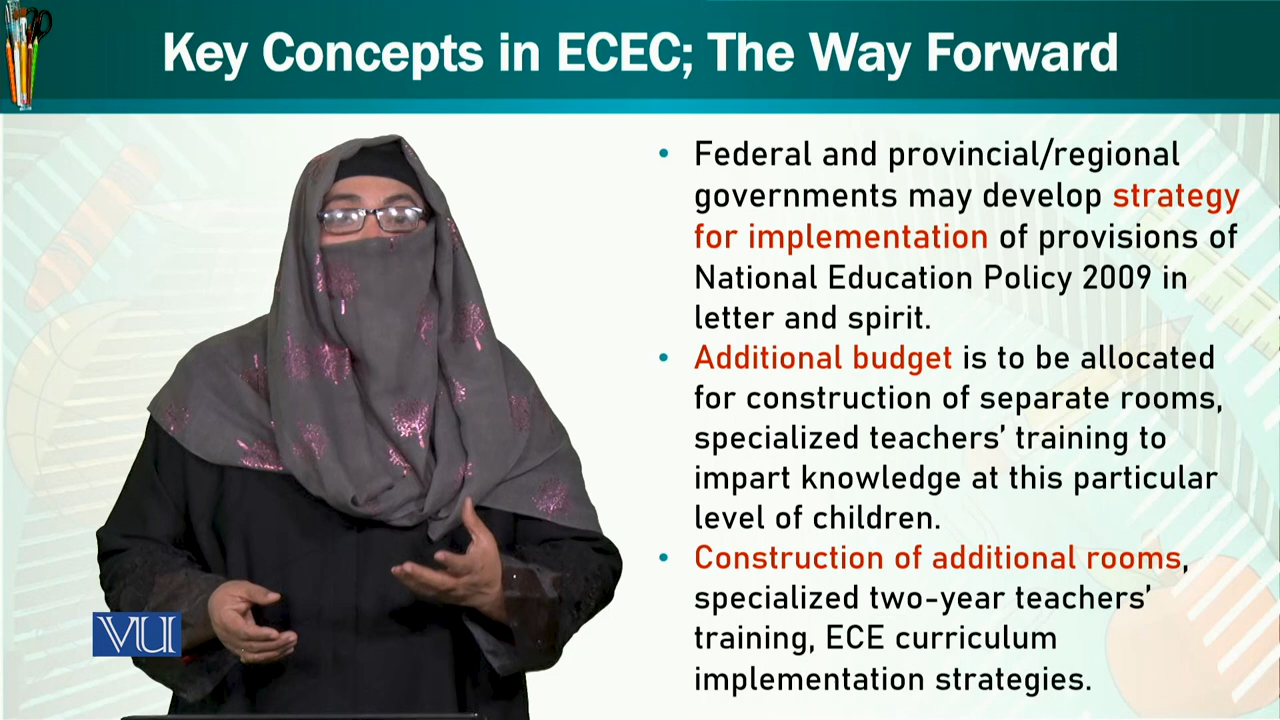 Key Concepts in ECEC; The Way Forward
• Federal and provincial/regional
governments may develop strategy
for implementation of provisions of
National Education Policy 2009 in
letter and spirit.
• Additional budget is to be allocated
for construction of separate rooms,
specialized teachers’ training to
impart knowledge at this particular
level of children.
• Construction of additional rooms,
specialized two-year teachers’
training, ECE curriculum
implementation strategies.
VU